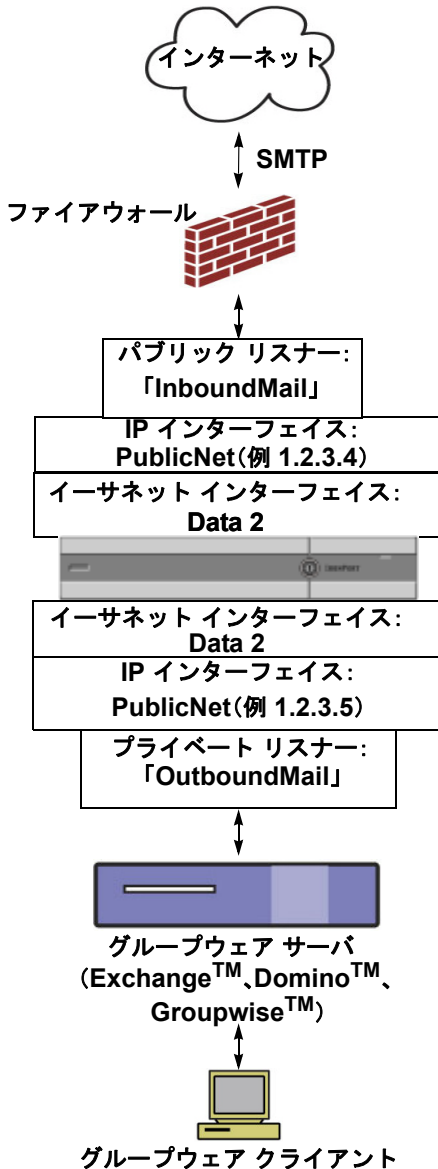 インターネット
SMTP
ファイアウォール
パブリック リスナー:
「InboundMail」
IP インターフェイス:
PublicNet(例 1.2.3.4)
イーサネット インターフェイス:
Data 2
IRONPORT
イーサネット インターフェイス:
Data 2
IP インターフェイス:
PublicNet(例 1.2.3.5)
プライベート リスナー:
「OutboundMail」
グループウェア サーバ
(Exchange™、Domino™、
Groupwise™)
グループウェア クライアント